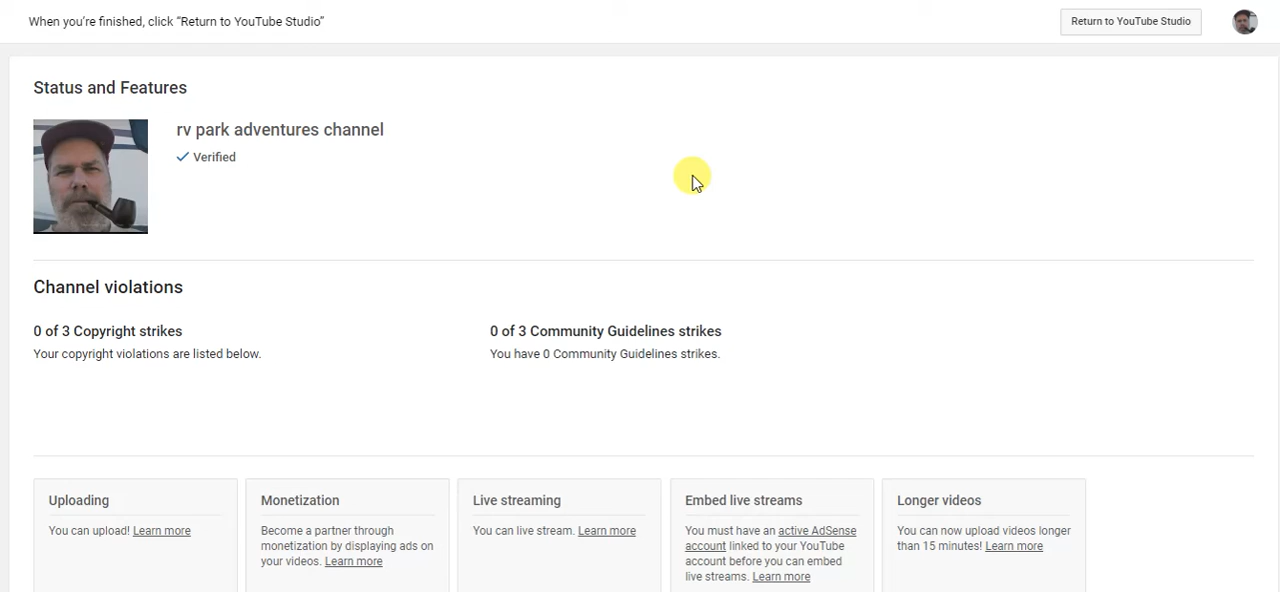 When you're finished, click “Return to YouTube Studio”
Return to YouTube Studio
Status and Features
rv park adventures channel
Verified
Channel violations
0 of 3 Copyright strikes
Your copyright violations are listed below.
0 of 3 Community Guidelines strikes
You have 0 Community Guidelines strikes.
Uploading
You can upload! Learn more
Monetization
Become a partner through
monetization by displaying ads on
your videos. Learn more
Live streaming
You can live stream. Learn more
Embed live streams
You must have an active AdSense
account linked to your YouTube
account before you can embed
live streams. Learn more
Longer videos
You can now upload videos longer
than 15 minutes! Learn more